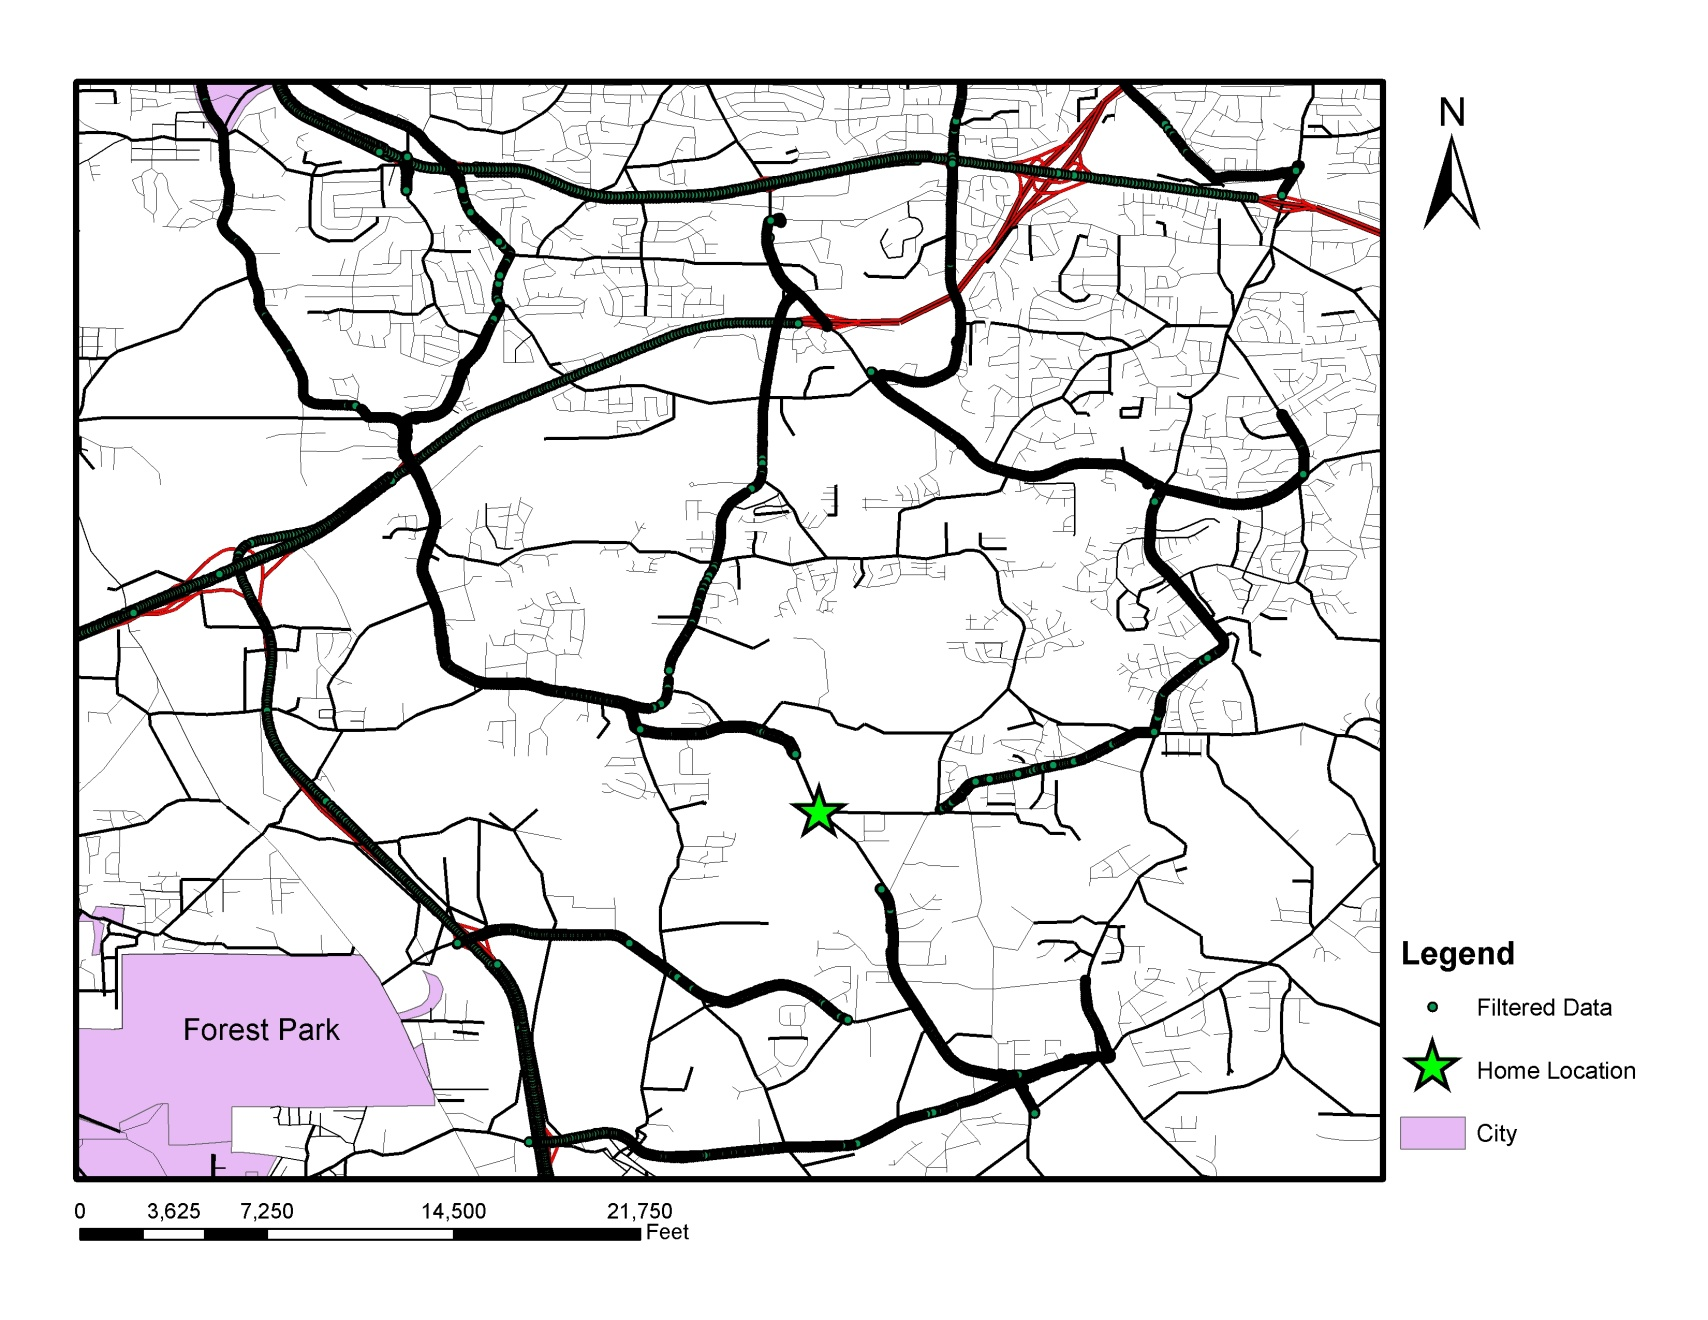 N
Forest Park
Legend
Filtered Data
Home Location
City
0 3,625 7,250 14,500 21,750
Feet